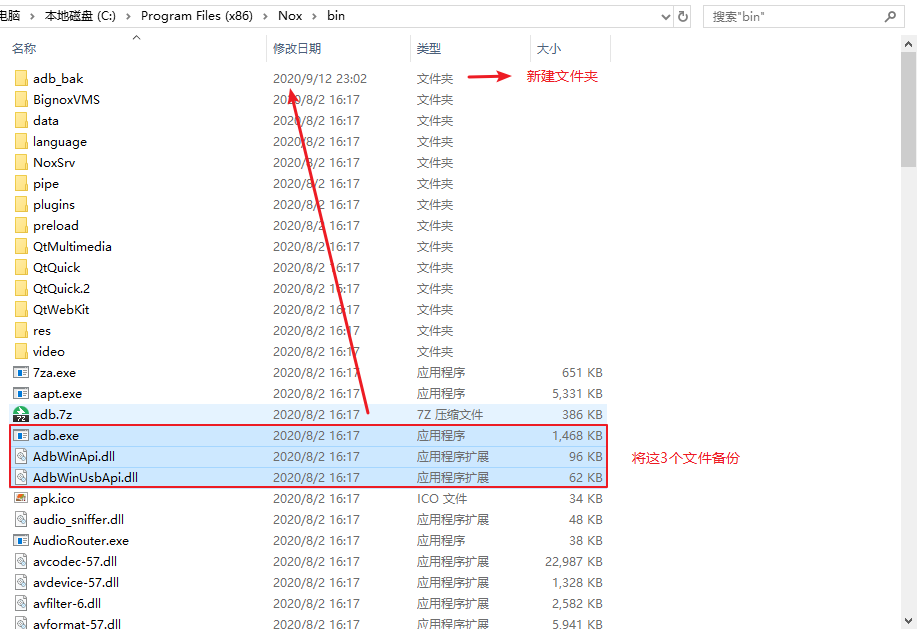 电脑 › 本地磁盘 (C:) › Program Files (x86) › Nox › bin
搜索"bin"
名称 修改日期 类型 大小
adb_bak 2020/9/12 23:02 文件夹 新建文件夹
BignoxVMS 2020/8/2 16:17 文件夹
data 2020/8/2 16:17 文件夹
language 2020/8/2 16:17 文件夹
NoxSrv 2020/8/2 16:17 文件夹
pipe 2020/8/2 16:17 文件夹
plugins 2020/8/2 16:17 文件夹
preload 2020/8/2 16:17 文件夹
QtMultimedia 2020/8/2 16:17 文件夹
QtQuick 2020/8/2 16:17 文件夹
QtQuick.2 2020/8/2 16:17 文件夹
QtWebKit 2020/8/2 16:17 文件夹
res 2020/8/2 16:17 文件夹
video 2020/8/2 16:17 文件夹
7za.exe 2020/8/2 16:17 应用程序 651 KB
aapt.exe 2020/8/2 16:17 应用程序 5,331 KB
adb.7z 2020/8/2 16:17 7Z 压缩文件 386 KB
adb.exe 2020/8/2 16:17 应用程序 1,468 KB
AdbWinApi.dll 2020/8/2 16:17 应用程序扩展 96 KB 将这3个文件备份
AdbWinUsbApi.dll 2020/8/2 16:17 应用程序扩展 62 KB
apk.ico 2020/8/2 16:17 ICO 文件 34 KB
audio_sniffer.dll 2020/8/2 16:17 应用程序扩展 48 KB
AudioRouter.exe 2020/8/2 16:17 应用程序 38 KB
avcodec-57.dll 2020/8/2 16:17 应用程序扩展 22,987 KB
avdevice-57.dll 2020/8/2 16:17 应用程序扩展 1,328 KB
avfilter-6.dll 2020/8/2 16:17 应用程序扩展 2,582 KB
avformat-57.dll 2020/8/2 16:17 应用程序扩展 5,941 KB